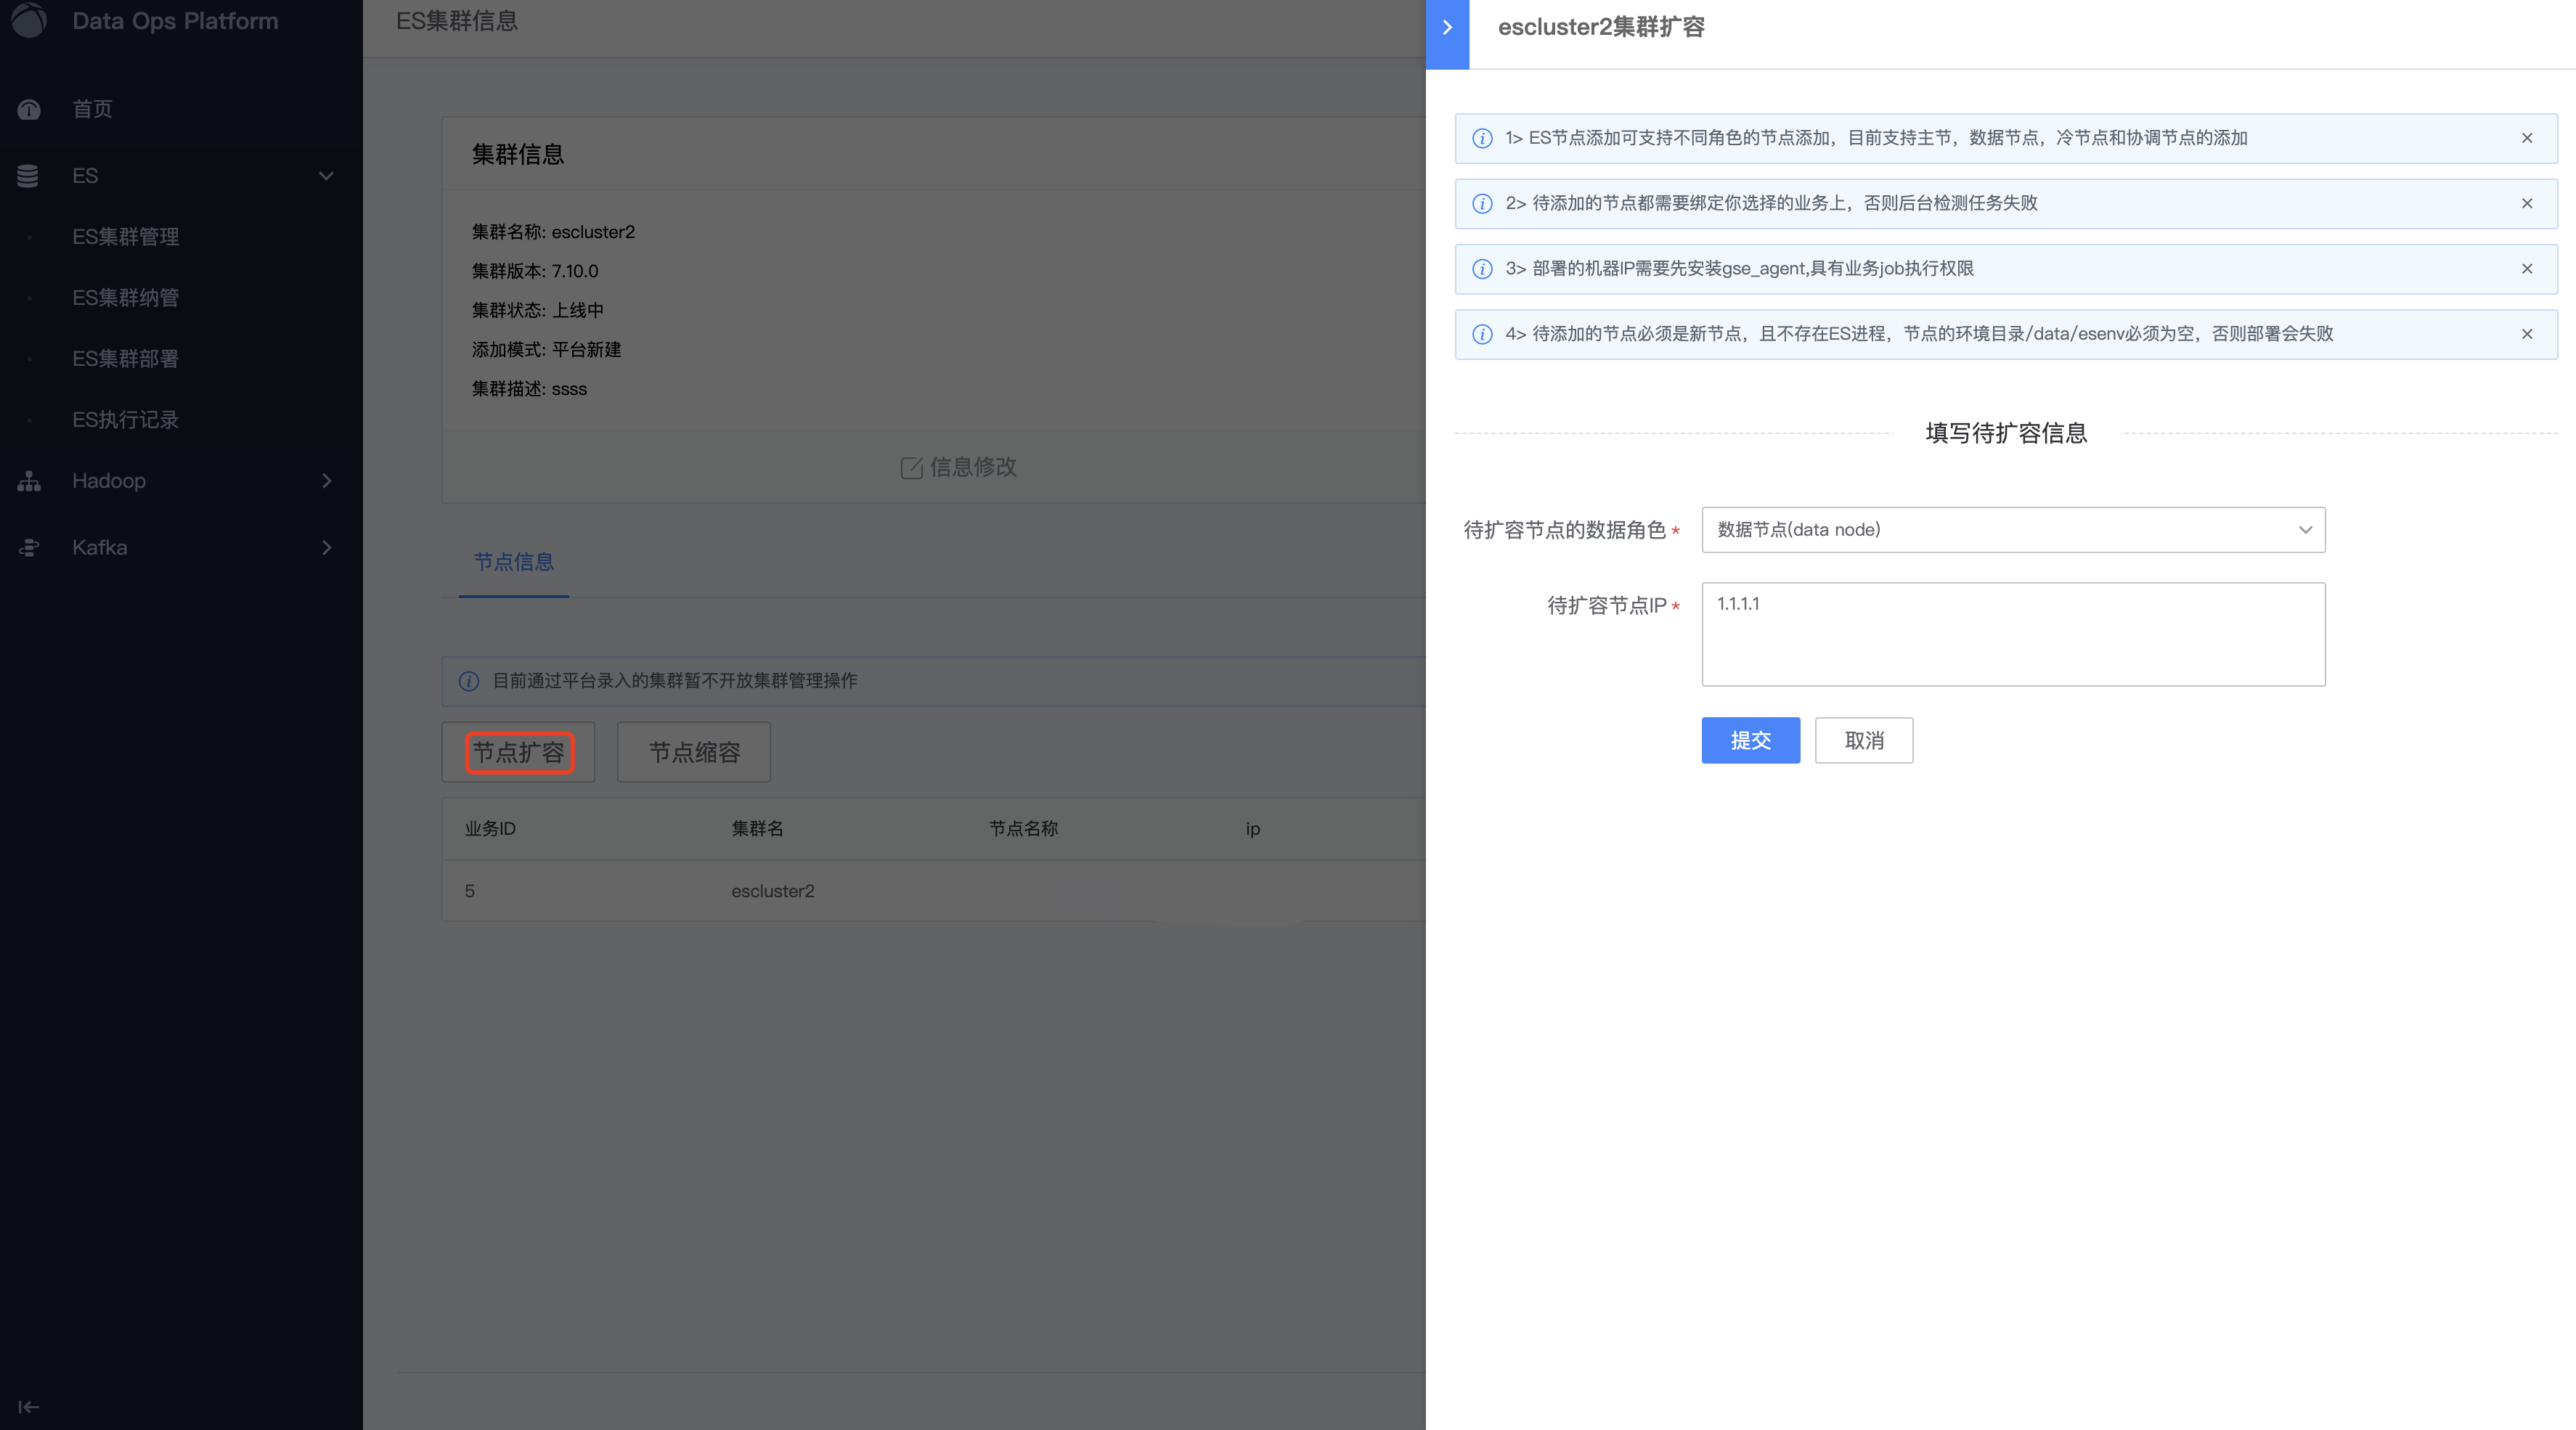 Data Ops Platform
首页
ES
ES集群管理
ES集群纳管
ES集群部署
ES执行记录
Hadoop
Kafka
ES集群信息
集群信息
集群名称: escluster2
集群版本: 7.10.0
集群状态: 上线中
添加模式: 平台新建
集群描述: ssss
信息修改
节点信息
目前通过平台录入的集群暂不开放集群管理操作
节点扩容 节点缩容
业务ID 集群名 节点名称 ip
5 escluster2
escluster2集群扩容
1> ES节点添加可支持不同角色的节点添加，目前支持主节，数据节点，冷节点和协调节点的添加
2> 待添加的节点都需要绑定你选择的业务上，否则后台检测任务失败
3> 部署的机器IP需要先安装gse_agent,具有业务job执行权限
4> 待添加的节点必须是新节点，且不存在ES进程，节点的环境目录/data/esenv必须为空，否则部署会失败
填写待扩容信息
待扩容节点的数据角色* 数据节点(data node)
待扩容节点IP* 1.1.1.1
提交 取消